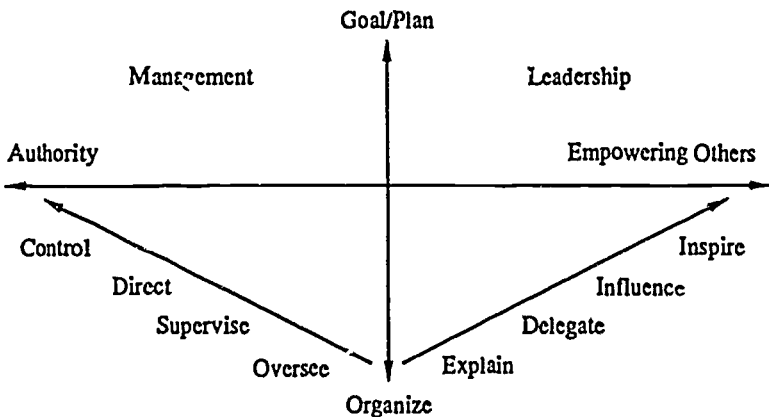 Goal/Plan
Management Leadership
Authority Empowering Others
Control Inspire
Direct Influence
Supervise Delegate
Oversee Explain
Organize